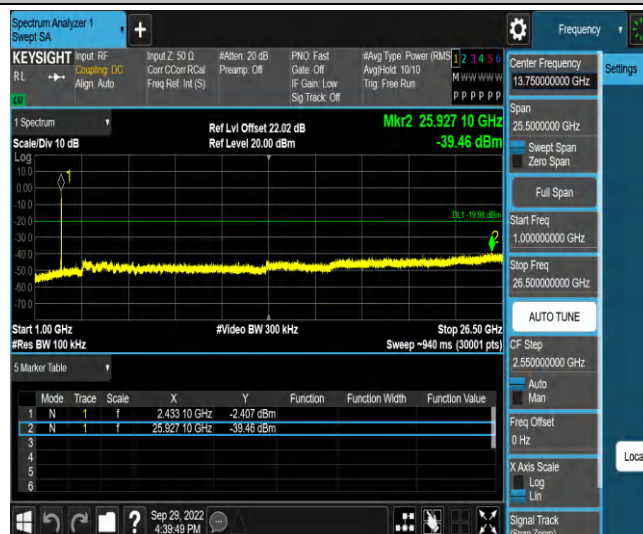 Spectrum Analyzer 1
Swept SA
Frequency
KEYSIGHT
RL
Input: RF
Coupling: DC
Align: Auto
Input Z: 50 Ω
Corr CCorr RCal
Freq Ref: Int (S)
#Atten: 20 dB
Preamp: Off
PNO: Fast
Gate: Off
IF Gain: Low
Sig Track: Off
#Avg Type: Power (RMS
Avg|Hold: 10/10
Trig: Free Run
1 2 3 4 5 6
M W W W W W
P P P P P P
1 Spectrum
Scale/Div 10 dB
Log
Ref Lvl Offset 22.02 dB
Ref Level 20.00 dBm
Mkr2 25.927 10 GHz
-39.46 dBm
10.0
0.00
-10.0
-20.0
-30.0
-40.0
-50.0
-60.0
-70.0
1
2
DL1 -19.98 dBm
Start 1.00 GHz
#Res BW 100 kHz
#Video BW 300 kHz
Stop 26.50 GHz
Sweep ~940 ms (30001 pts)
5 Marker Table
Mode Trace Scale X Y Function Function Width Function Value
1 N 1 f 2.433 10 GHz -2.407 dBm
2 N 1 f 25.927 10 GHz -39.46 dBm
3
4
5
6
Sep 29, 2022
4:39:49 PM
Center Frequency
13.750000000 GHz
Span
25.5000000 GHz
Swept Span
Zero Span
Full Span
Start Freq
1.000000000 GHz
Stop Freq
26.500000000 GHz
AUTO TUNE
CF Step
2.550000000 GHz
Auto
Man
Freq Offset
0 Hz
X Axis Scale
Log
Lin
Signal Track
(Span Zoom)
Settings
Loca